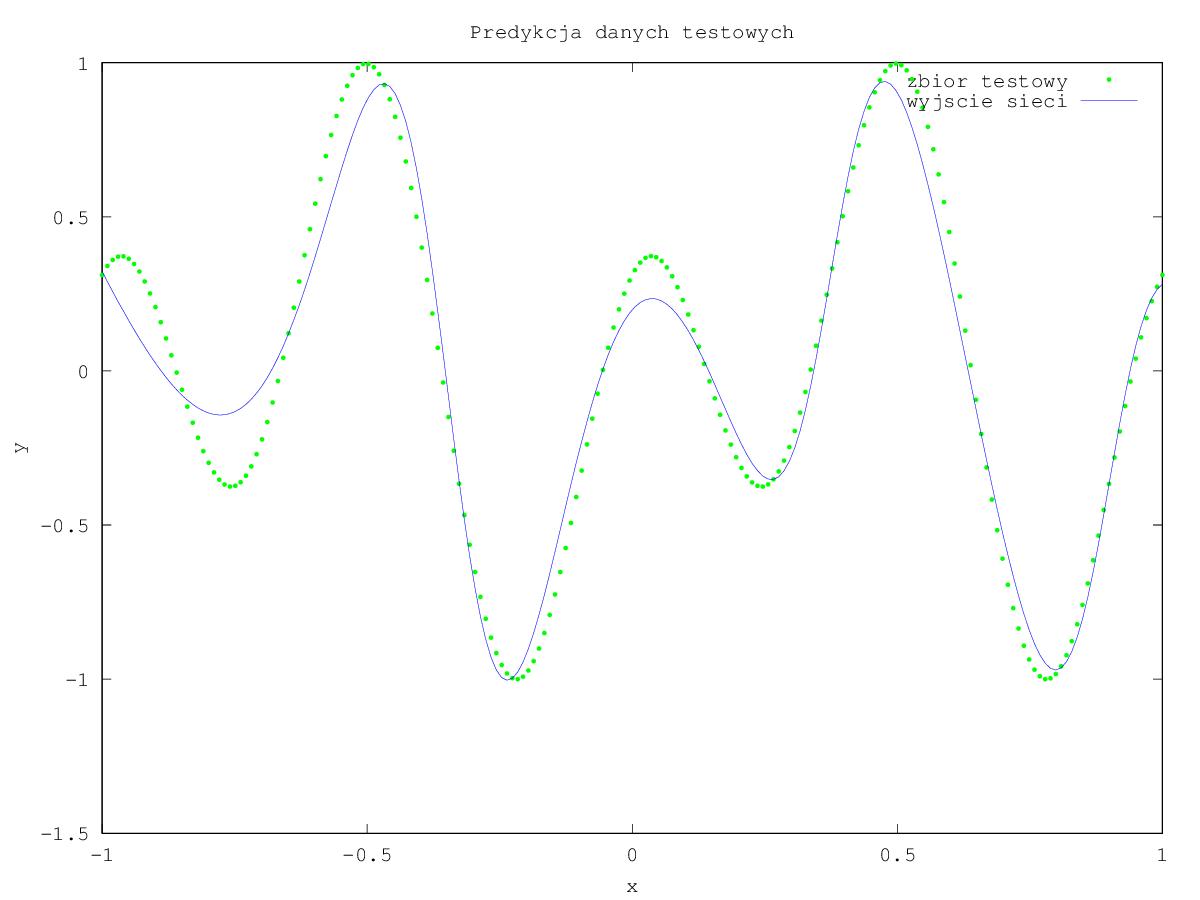 Predykcja danych testowych
zbior testowy
wyjscie sieci
1
0.5
0
-0.5
-1
-1.5
y
-1 -0.5 0 0.5 1
x